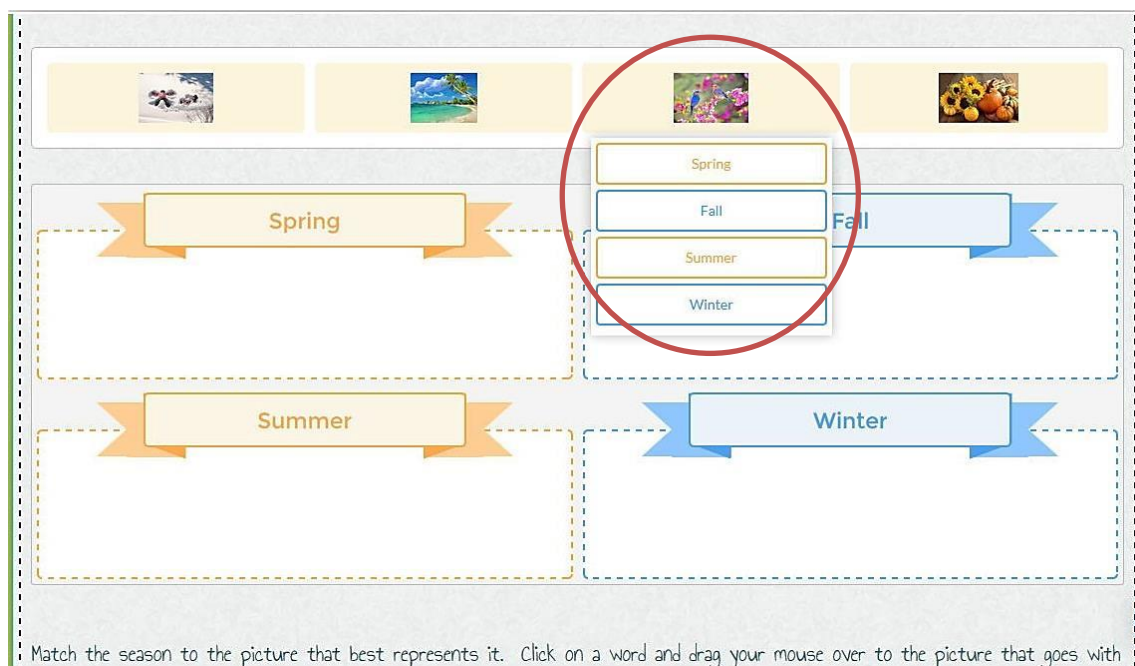 Spring
Fall
Summer
Winter
Spring
Fall
Summer
Winter
Match the season to the picture that best represents it. Click on a word and drag your mouse over to the picture that goes with